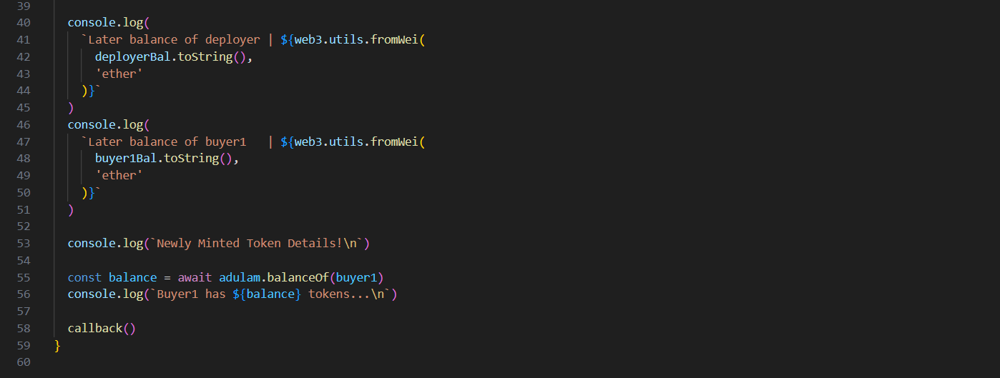 39
40 console.log(
41 `Later balance of deployer | ${web3.utils.fromWei(
42 deployerBal.toString(),
43 'ether'
44 )}`
45 )
46 console.log(
47 `Later balance of buyer1   | ${web3.utils.fromWei(
48 buyer1Bal.toString(),
49 'ether'
50 )}`
51 )
52
53 console.log(`Newly Minted Token Details!\n`)
54
55 const balance = await adulam.balanceOf(buyer1)
56 console.log(`Buyer1 has ${balance} tokens...\n`)
57
58 callback()
59 }
60